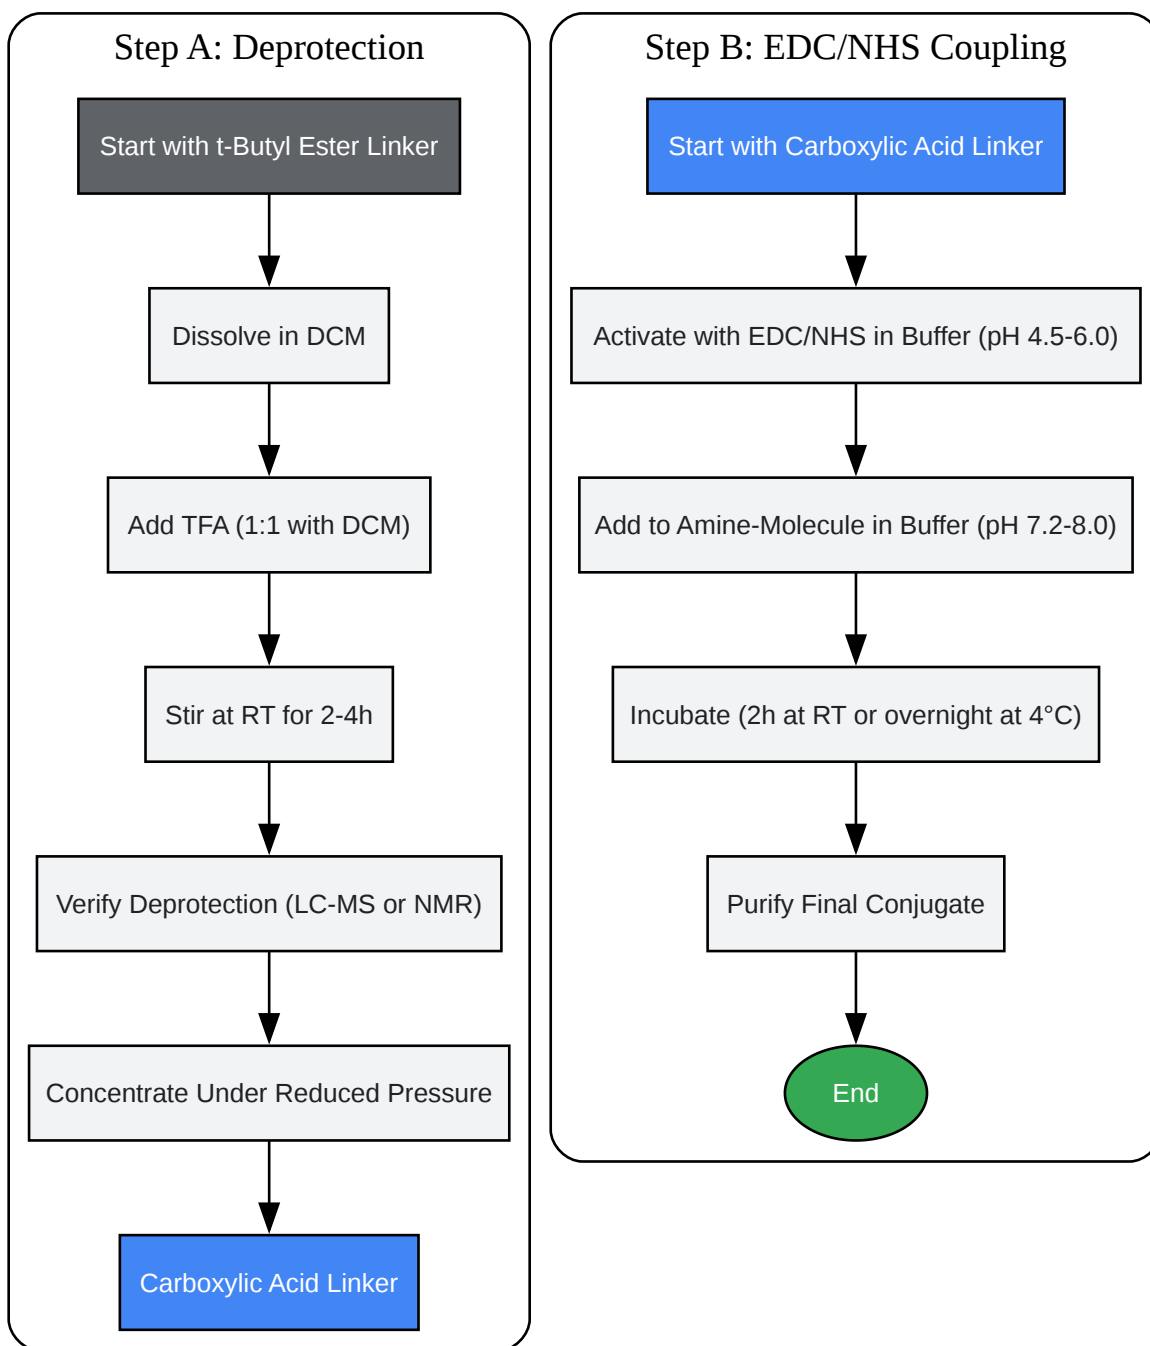 Step A: Deprotection
Start with t-Butyl Ester Linker
Dissolve in DCM
Add TFA (1:1 with DCM)
Stir at RT for 2-4h
Verify Deprotection (LC-MS or NMR)
Concentrate Under Reduced Pressure
Carboxylic Acid Linker
Step B: EDC/NHS Coupling
Start with Carboxylic Acid Linker
Activate with EDC/NHS in Buffer (pH 4.5-6.0)
Add to Amine-Molecule in Buffer (pH 7.2-8.0)
Incubate (2h at RT or overnight at 4°C)
Purify Final Conjugate
End